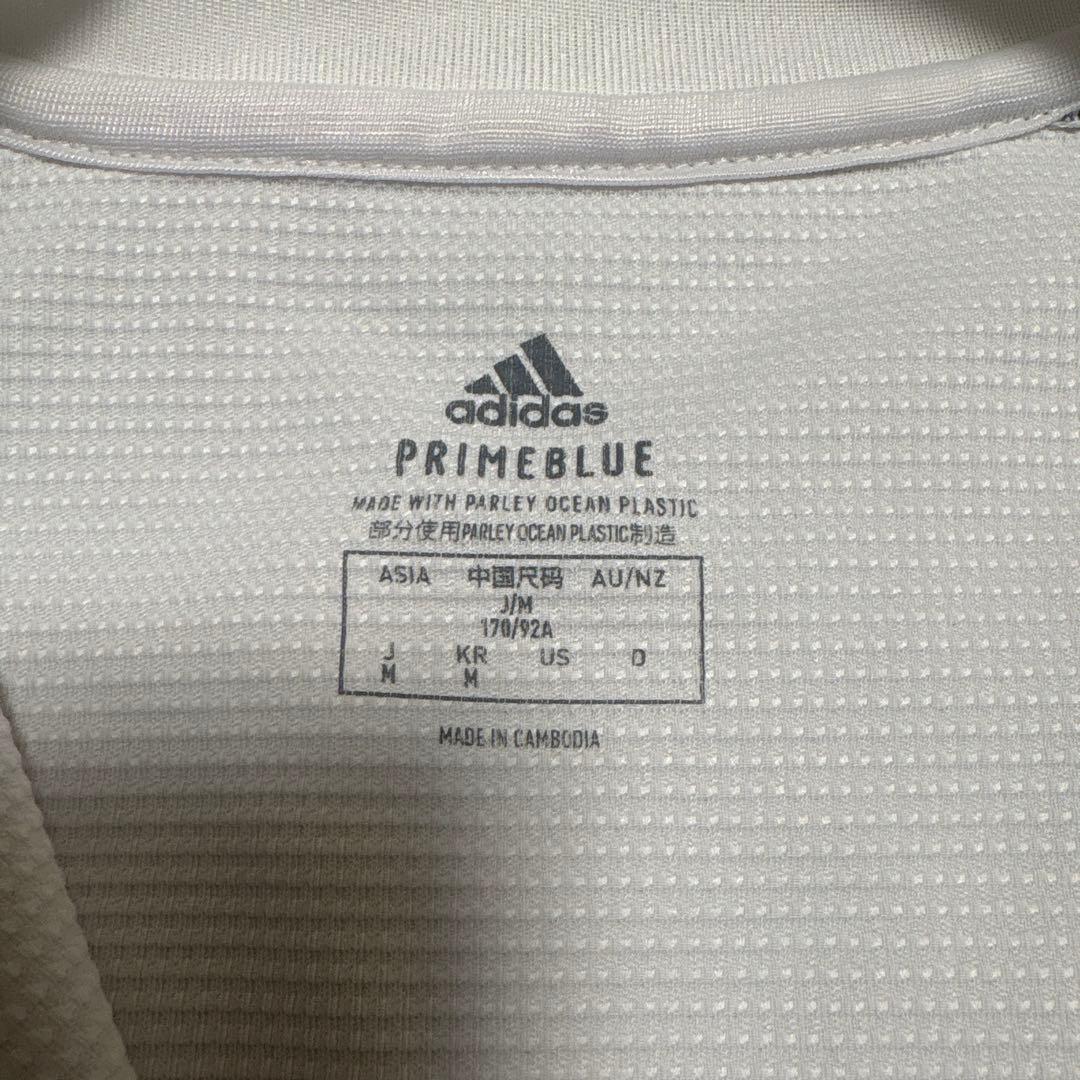 adidas
PRIMEBLUE
MADE WITH PARLEY OCEAN PLASTIC
部分使用PARLEY OCEAN PLASTIC制造
ASIA 中国尺码 AU/NZ
J/M
170/92A
J KR US D
M M
MADE IN CAMBODIA